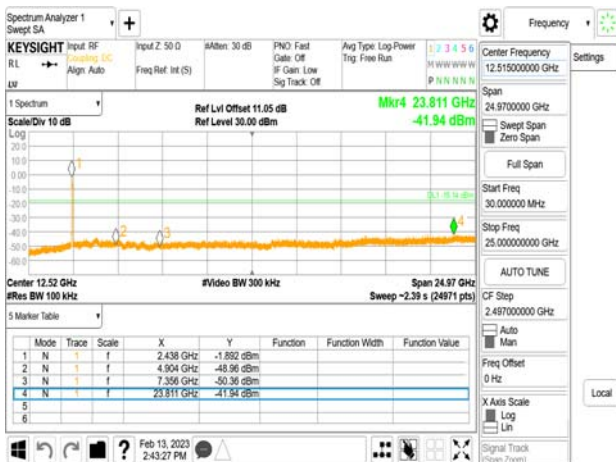 Spectrum Analyzer 1
Swept SA
+
Frequency
KEYSIGHT Input: RF Input Z: 50 Ω #Atten: 30 dB PNO: Fast Avg Type: Log-Power 1 2 3 4 5 6
RL Coupling: DC Gate: Off Trig: Free Run M W W W W W
Align: Auto Freq Ref: Int (S) IF Gain: Low
Sig Track: Off P N N N N N
Center Frequency
12.515000000 GHz
Settings
1 Spectrum Ref Lvl Offset 11.05 dB Mkr4 23.811 GHz
Scale/Div 10 dB Ref Level 30.00 dBm -41.94 dBm
Log
20.0
10.0
0.00
-10.0
-20.0
-30.0
-40.0
-50.0
-60.0
1
2
3
4
Center 12.52 GHz #Video BW 300 kHz Span 24.97 GHz
#Res BW 100 kHz Sweep ~2.39 s (24971 pts)
Span
24.9700000 GHz
Swept Span
Zero Span
Full Span
Start Freq
30.000000 MHz
Stop Freq
25.000000000 GHz
AUTO TUNE
CF Step
2.497000000 GHz
Auto
Man
Freq Offset
0 Hz
X Axis Scale
Log
Lin
Signal Track
(Span Zoom)
Local
5 Marker Table
Mode Trace Scale X Y Function Function Width Function Value
1 N 1 f 2.438 GHz -1.892 dBm
2 N 1 f 4.904 GHz -48.96 dBm
3 N 1 f 7.356 GHz -50.36 dBm
4 N 1 f 23.811 GHz -41.94 dBm
5
6
? Feb 13, 2023
2:43:27 PM